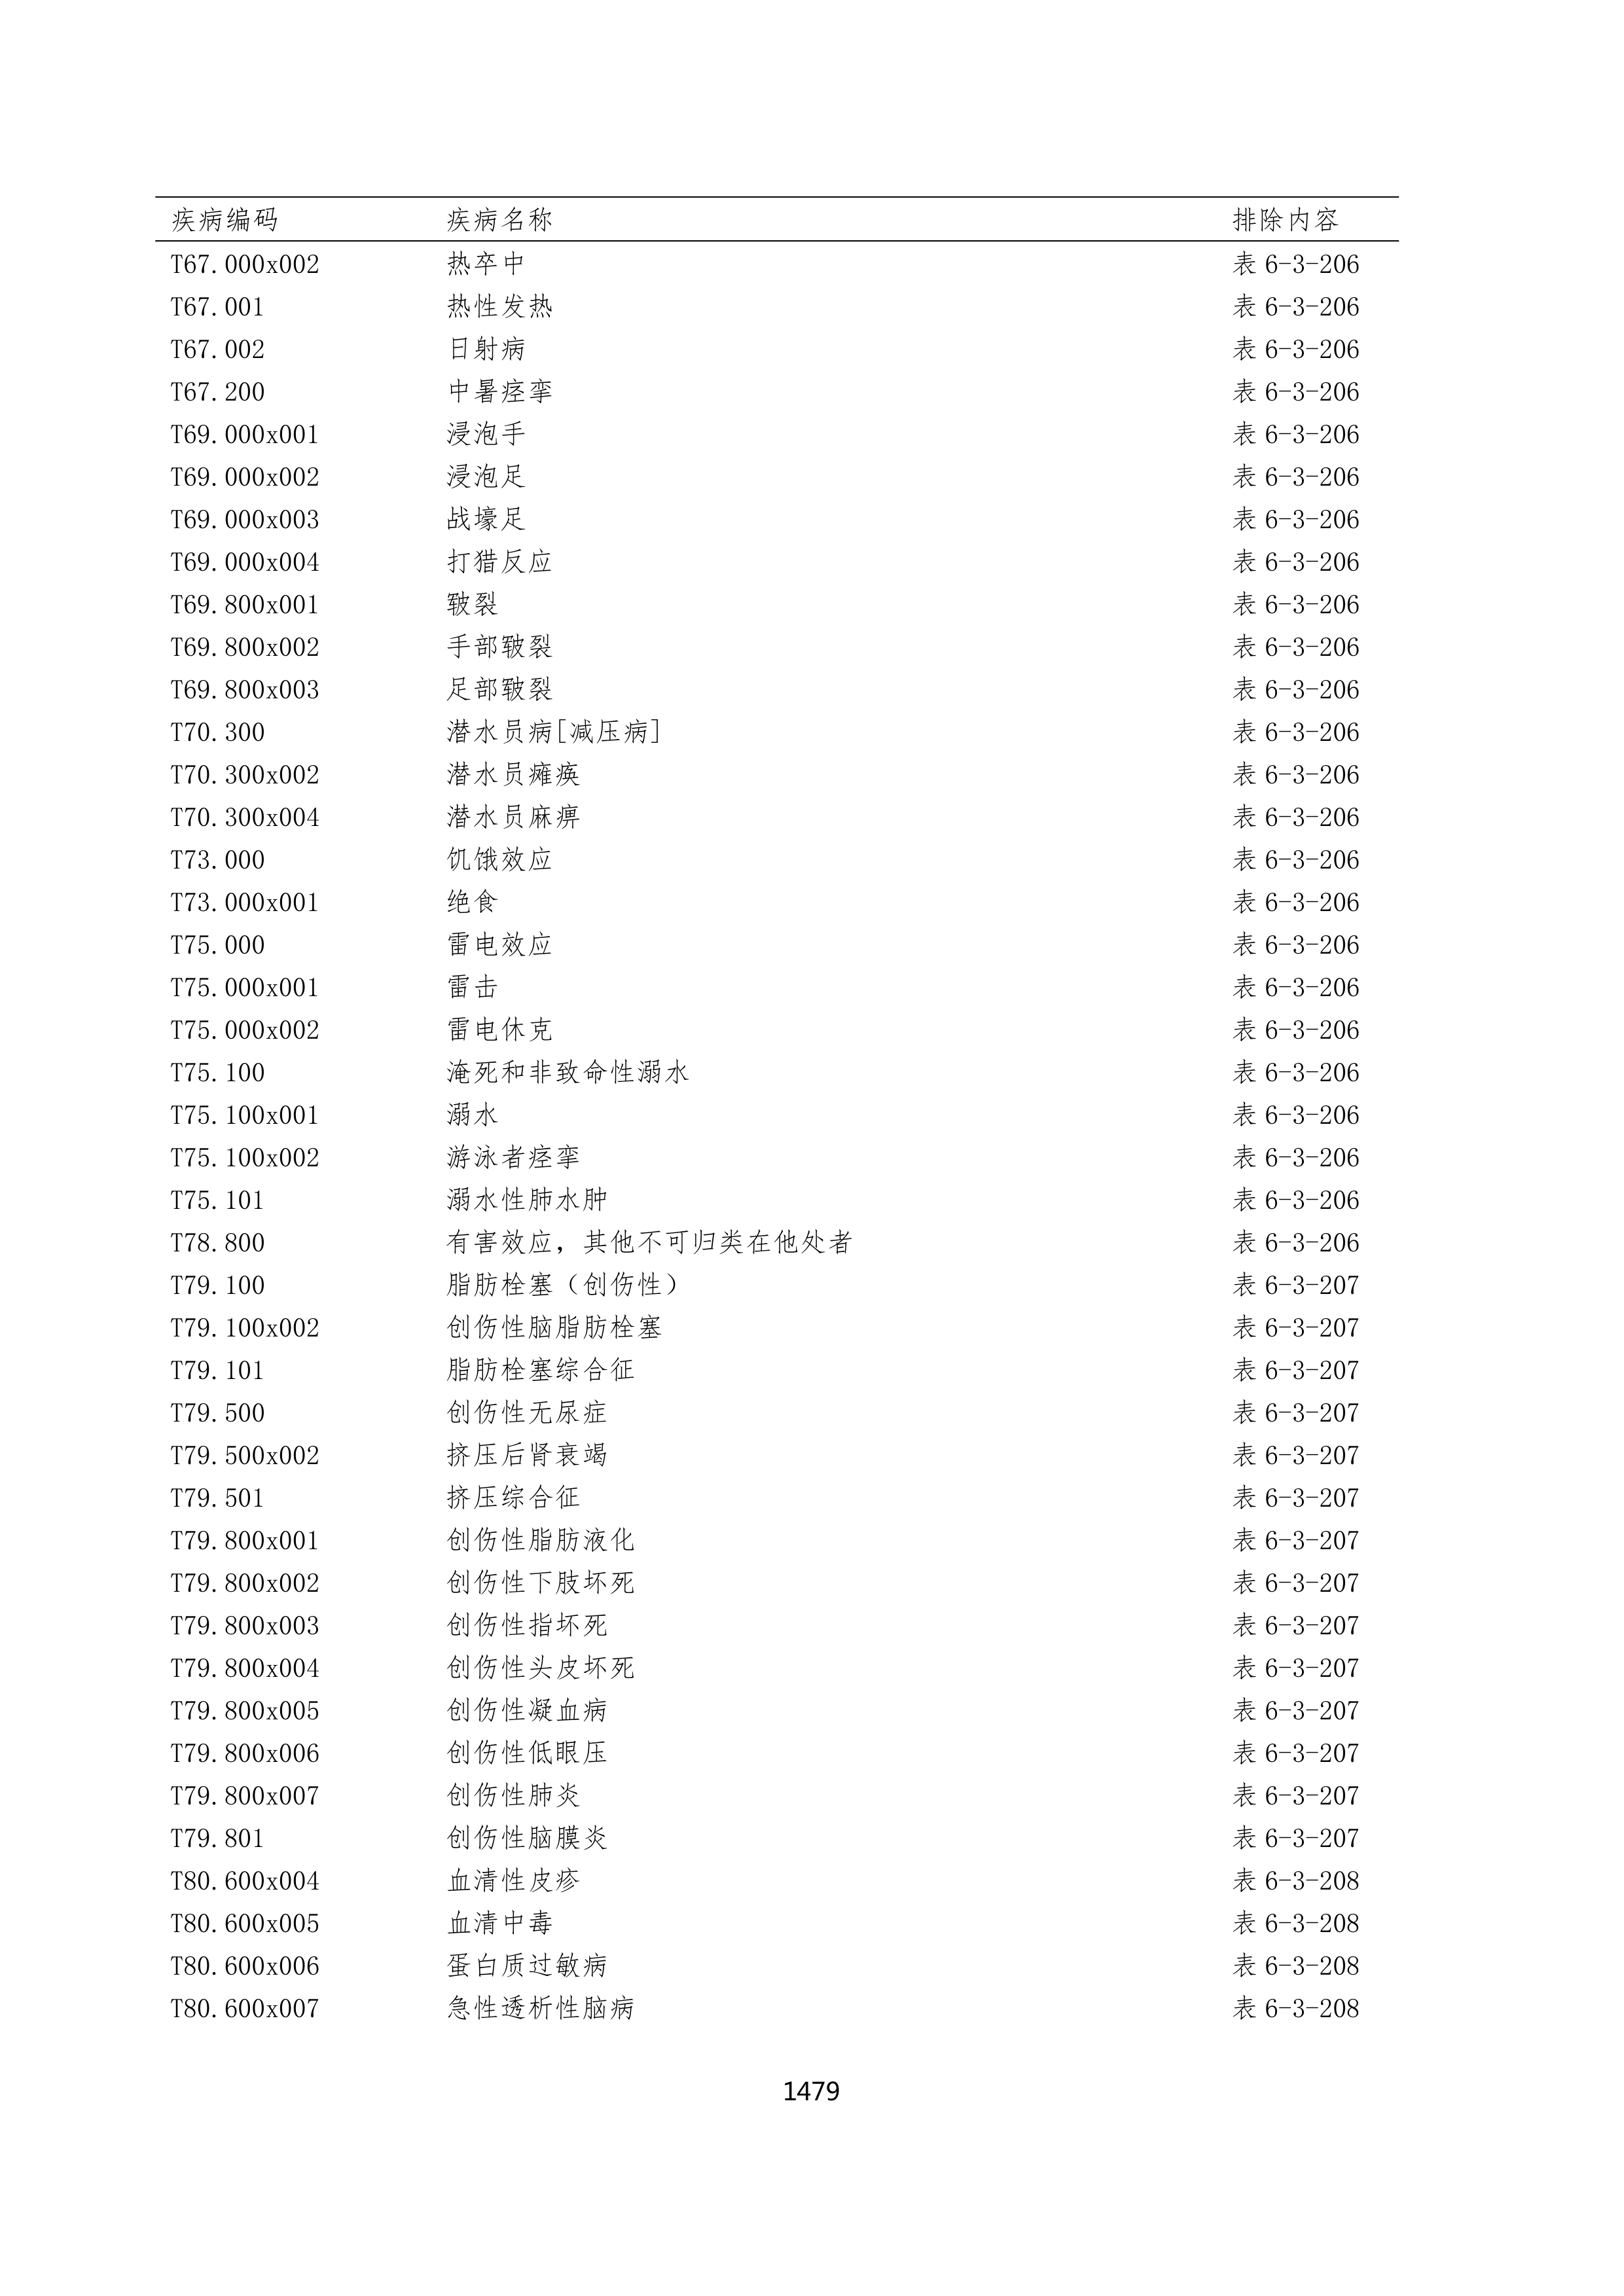 疾病编码 疾病名称 排除内容
T67.000x002 热卒中 表 6-3-206
T67.001 热性发热 表 6-3-206
T67.002 日射病 表 6-3-206
T67.200 中暑痉挛 表 6-3-206
T69.000x001 浸泡手 表 6-3-206
T69.000x002 浸泡足 表 6-3-206
T69.000x003 战壕足 表 6-3-206
T69.000x004 打猎反应 表 6-3-206
T69.800x001 皲裂 表 6-3-206
T69.800x002 手部皲裂 表 6-3-206
T69.800x003 足部皲裂 表 6-3-206
T70.300 潜水员病[减压病] 表 6-3-206
T70.300x002 潜水员瘫痪 表 6-3-206
T70.300x004 潜水员麻痹 表 6-3-206
T73.000 饥饿效应 表 6-3-206
T73.000x001 绝食 表 6-3-206
T75.000 雷电效应 表 6-3-206
T75.000x001 雷击 表 6-3-206
T75.000x002 雷电休克 表 6-3-206
T75.100 淹死和非致命性溺水 表 6-3-206
T75.100x001 溺水 表 6-3-206
T75.100x002 游泳者痉挛 表 6-3-206
T75.101 溺水性肺水肿 表 6-3-206
T78.800 有害效应，其他不可归类在他处者 表 6-3-206
T79.100 脂肪栓塞（创伤性） 表 6-3-207
T79.100x002 创伤性脑脂肪栓塞 表 6-3-207
T79.101 脂肪栓塞综合征 表 6-3-207
T79.500 创伤性无尿症 表 6-3-207
T79.500x002 挤压后肾衰竭 表 6-3-207
T79.501 挤压综合征 表 6-3-207
T79.800x001 创伤性脂肪液化 表 6-3-207
T79.800x002 创伤性下肢坏死 表 6-3-207
T79.800x003 创伤性指坏死 表 6-3-207
T79.800x004 创伤性头皮坏死 表 6-3-207
T79.800x005 创伤性凝血病 表 6-3-207
T79.800x006 创伤性低眼压 表 6-3-207
T79.800x007 创伤性肺炎 表 6-3-207
T79.801 创伤性脑膜炎 表 6-3-207
T80.600x004 血清性皮疹 表 6-3-208
T80.600x005 血清中毒 表 6-3-208
T80.600x006 蛋白质过敏病 表 6-3-208
T80.600x007 急性透析性脑病 表 6-3-208
1479